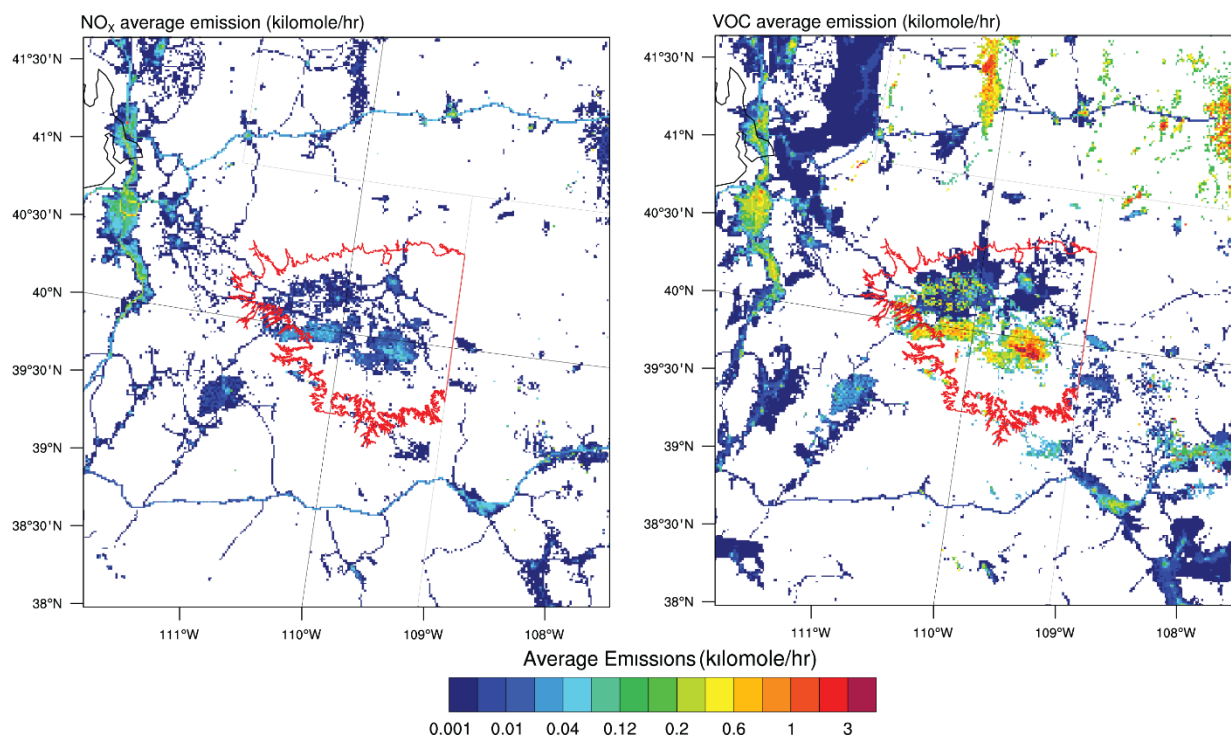 NOₓ average emission (kilomole/hr)
VOC average emission (kilomole/hr)
41°30'N
41°N
40°30'N
40°N
39°30'N
39°N
38°30'N
38°N
111°W
110°W
109°W
108°W
41°30'N
41°N
40°30'N
40°N
39°30'N
39°N
38°30'N
38°N
111°W
110°W
109°W
108°W
Average Emissions (kilomole/hr)
0.001 0.01 0.04 0.12 0.2 0.6 1 3